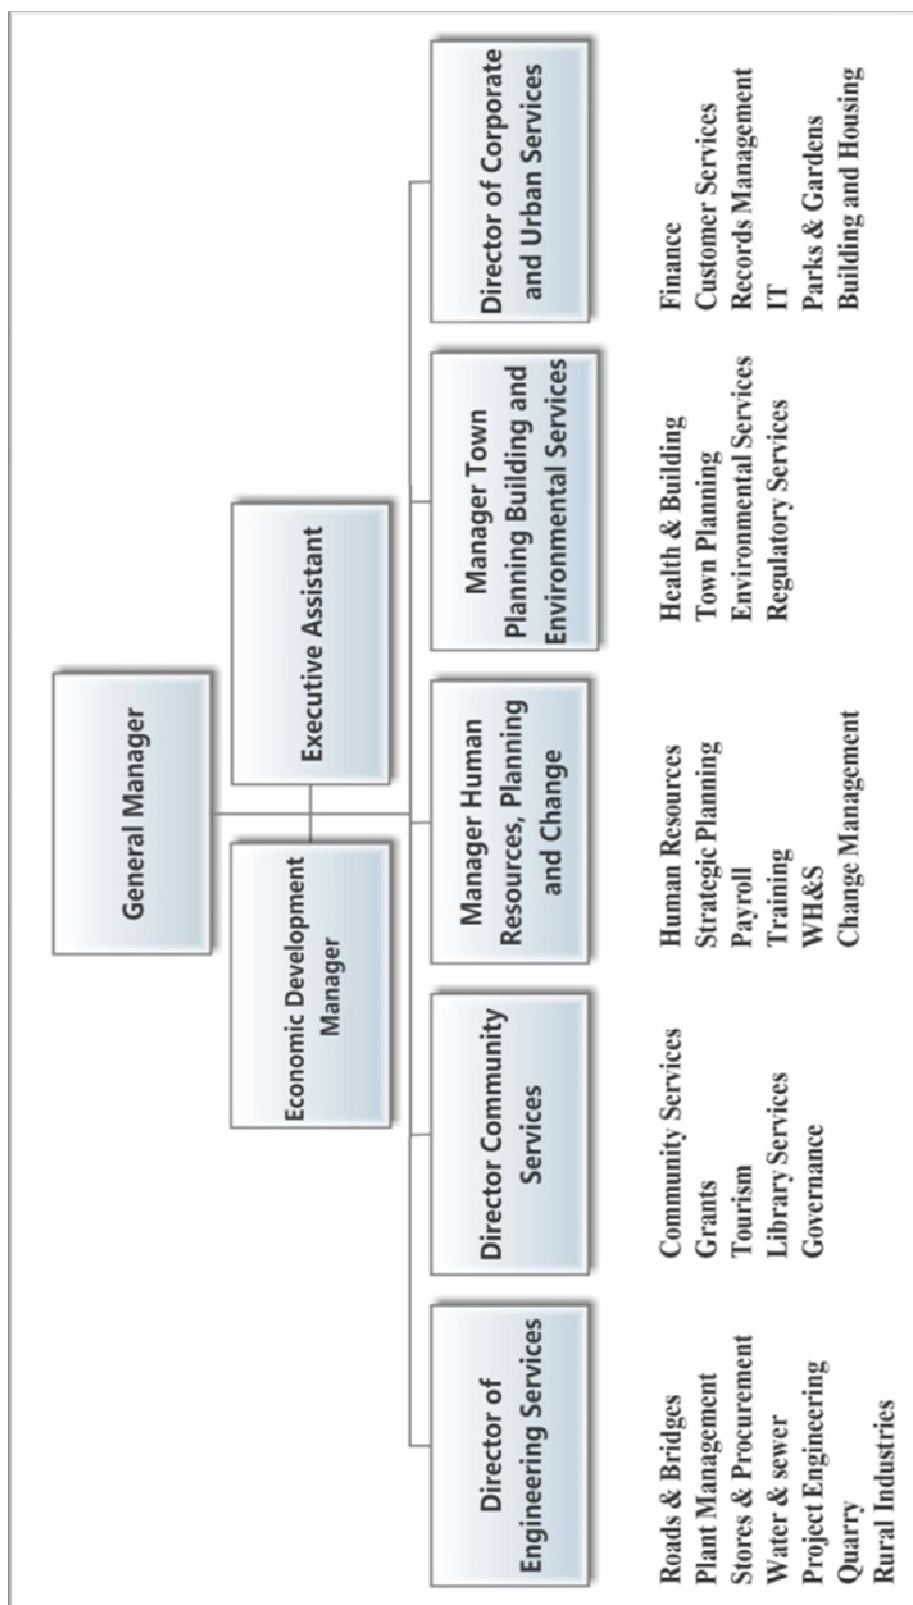 General Manager
Economic Development
Manager
Executive Assistant
Director of
Engineering Services
Director Community
Services
Manager Human
Resources, Planning
and Change
Manager Town
Planning Building and
Environmental Services
Director of Corporate
and Urban Services
Roads & Bridges
Plant Management
Stores & Procurement
Water & sewer
Project Engineering
Quarry
Rural Industries
Community Services
Grants
Tourism
Library Services
Governance
Human Resources
Strategic Planning
Payroll
Training
WH&S
Change Management
Health & Building
Town Planning
Environmental Services
Regulatory Services
Finance
Customer Services
Records Management
IT
Parks & Gardens
Building and Housing